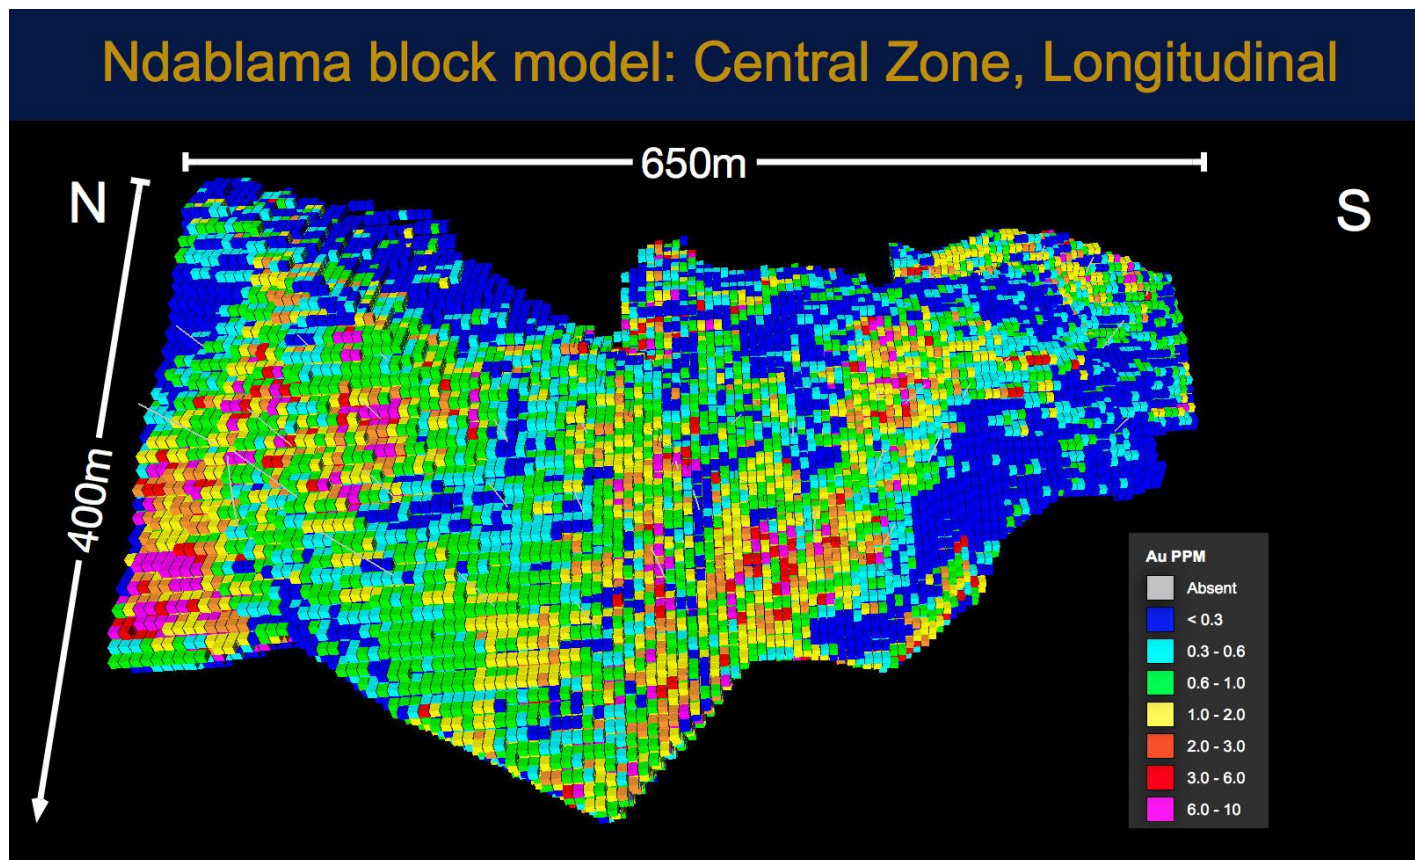 Ndablama block model: Central Zone, Longitudinal
650m
N
S
400m
Au PPM
Absent
< 0.3
0.3 - 0.6
0.6 - 1.0
1.0 - 2.0
2.0 - 3.0
3.0 - 6.0
6.0 - 10